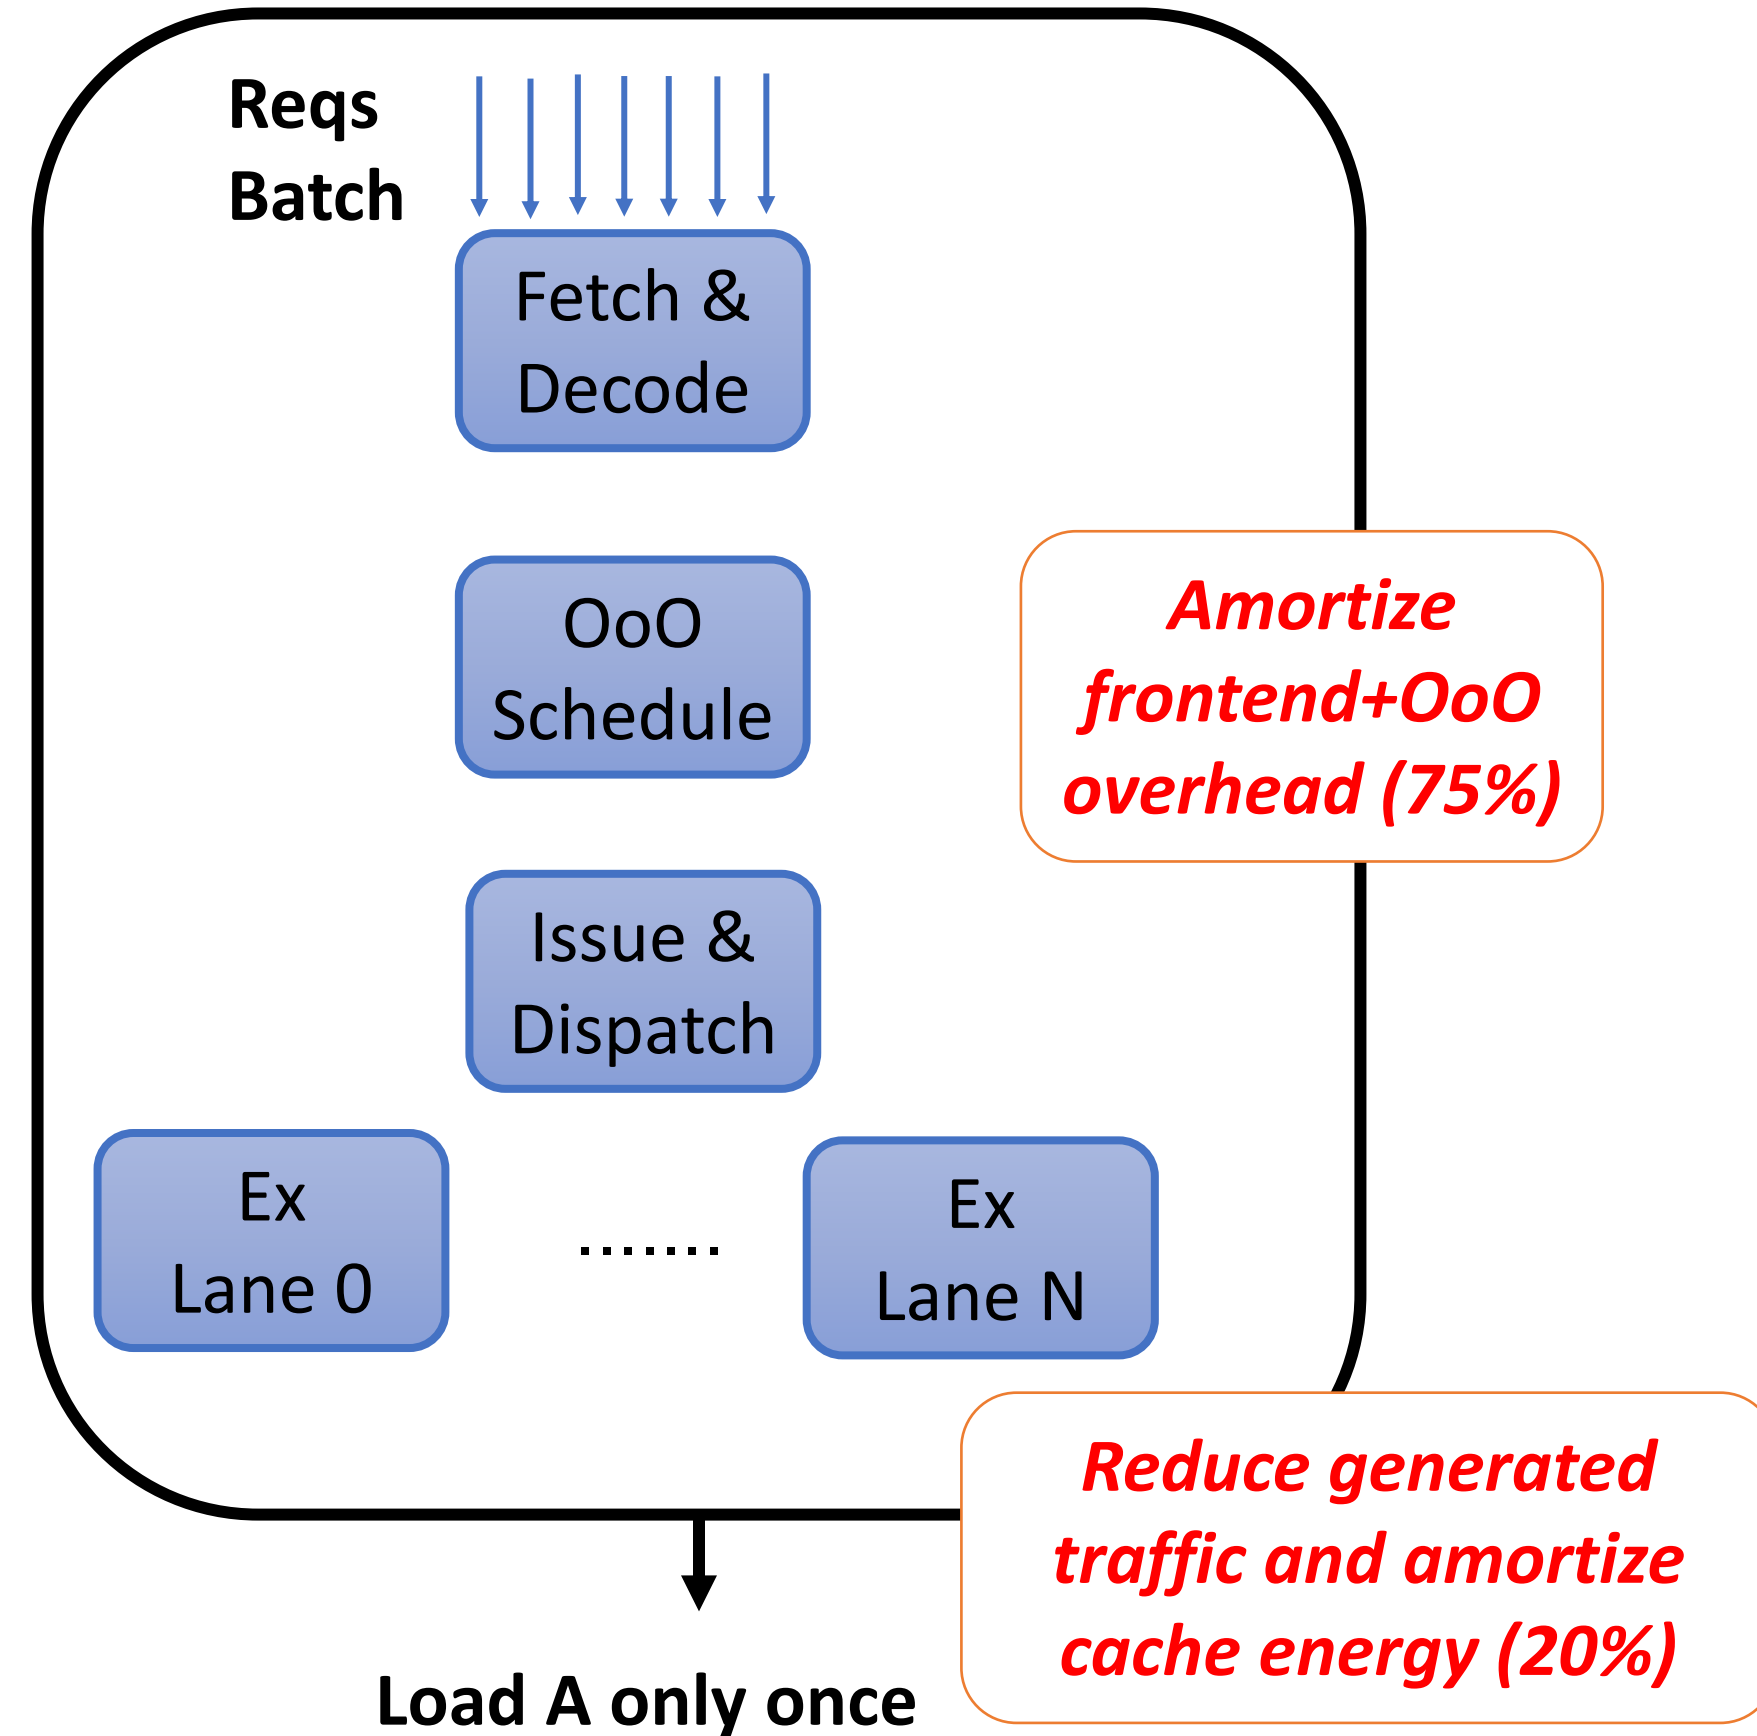 Reqs
Batch
Fetch &
Decode
OoO
Schedule
Amortize
frontend+OoO
overhead (75%)
Issue &
Dispatch
Ex
Lane 0
.......
Ex
Lane N
Reduce generated
traffic and amortize
cache energy (20%)
Load A only once